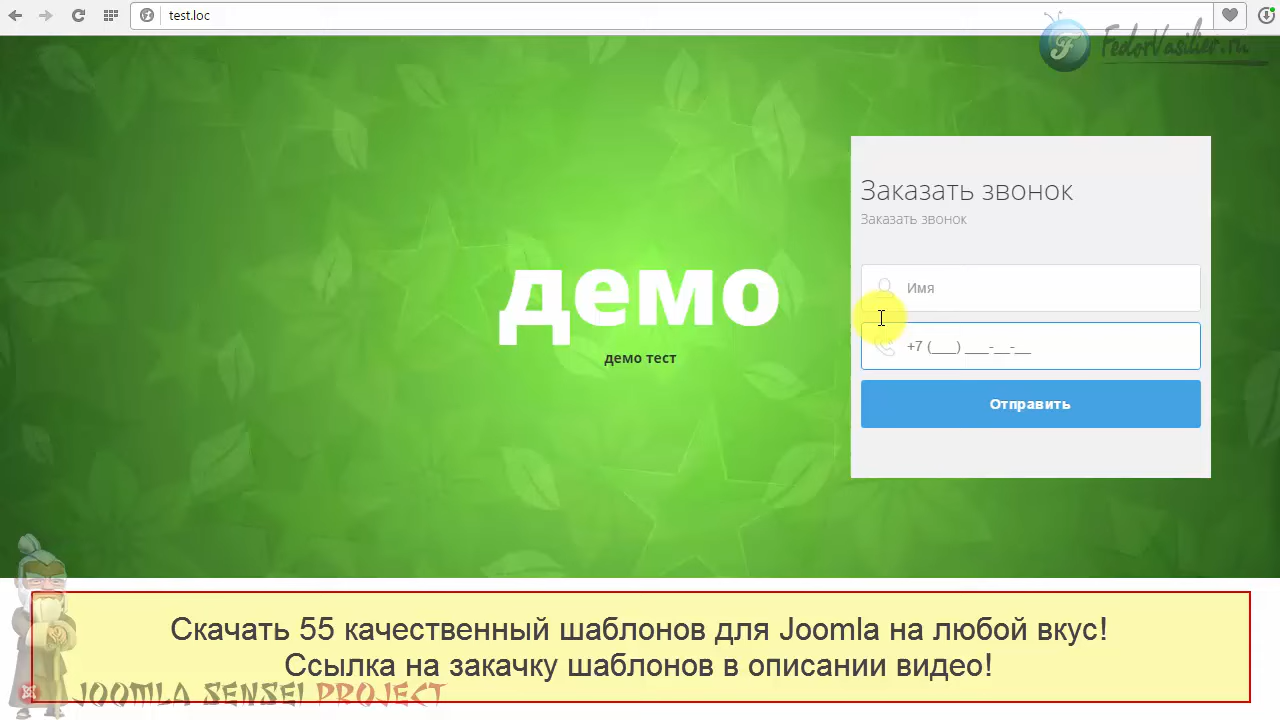 test.loc
FedorVasiliev.ru
Заказать звонок
Заказать звонок
Имя
демо
+7 (___) ___-__-__
демо тест
Отправить
Скачать 55 качественный шаблонов для Joomla на любой вкус!
Ссылка на закачку шаблонов в описании видео!
JOOMLA SENSEI PROJECT